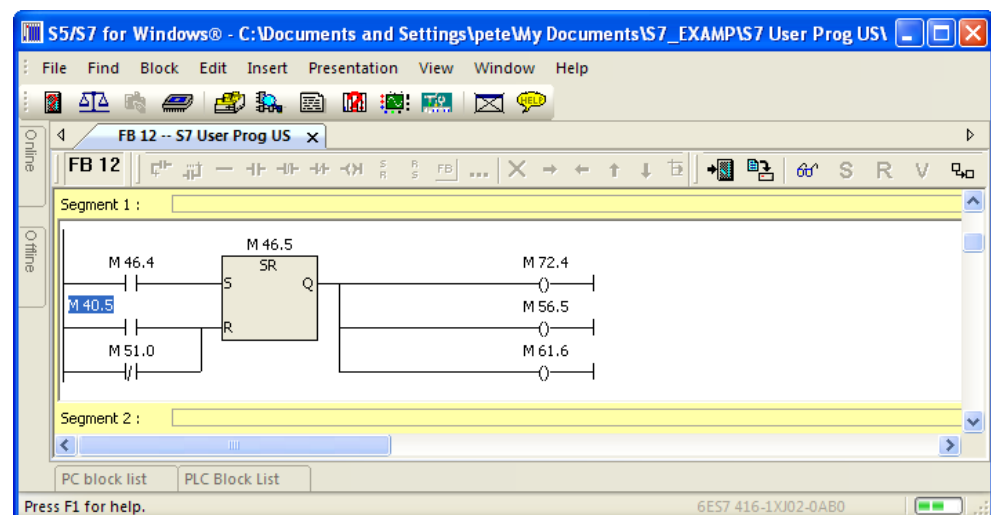 S5/S7 for Windows® - C:\Documents and Settings\pete\My Documents\S7_EXAMP\S7 User Prog US\
File Find Block Edit Insert Presentation View Window Help
HELP
Online
Offline
FB 12 -- S7 User Prog US x
FB 12
S R
R S
FB
...
S R V
Segment 1 :
M 46.4
M 46.5
SR
S
Q
M 72.4
M 40.5
R
M 56.5
M 51.0
M 61.6
Segment 2 :
PC block list PLC Block List
Press F1 for help. 6ES7 416-1XJ02-0AB0